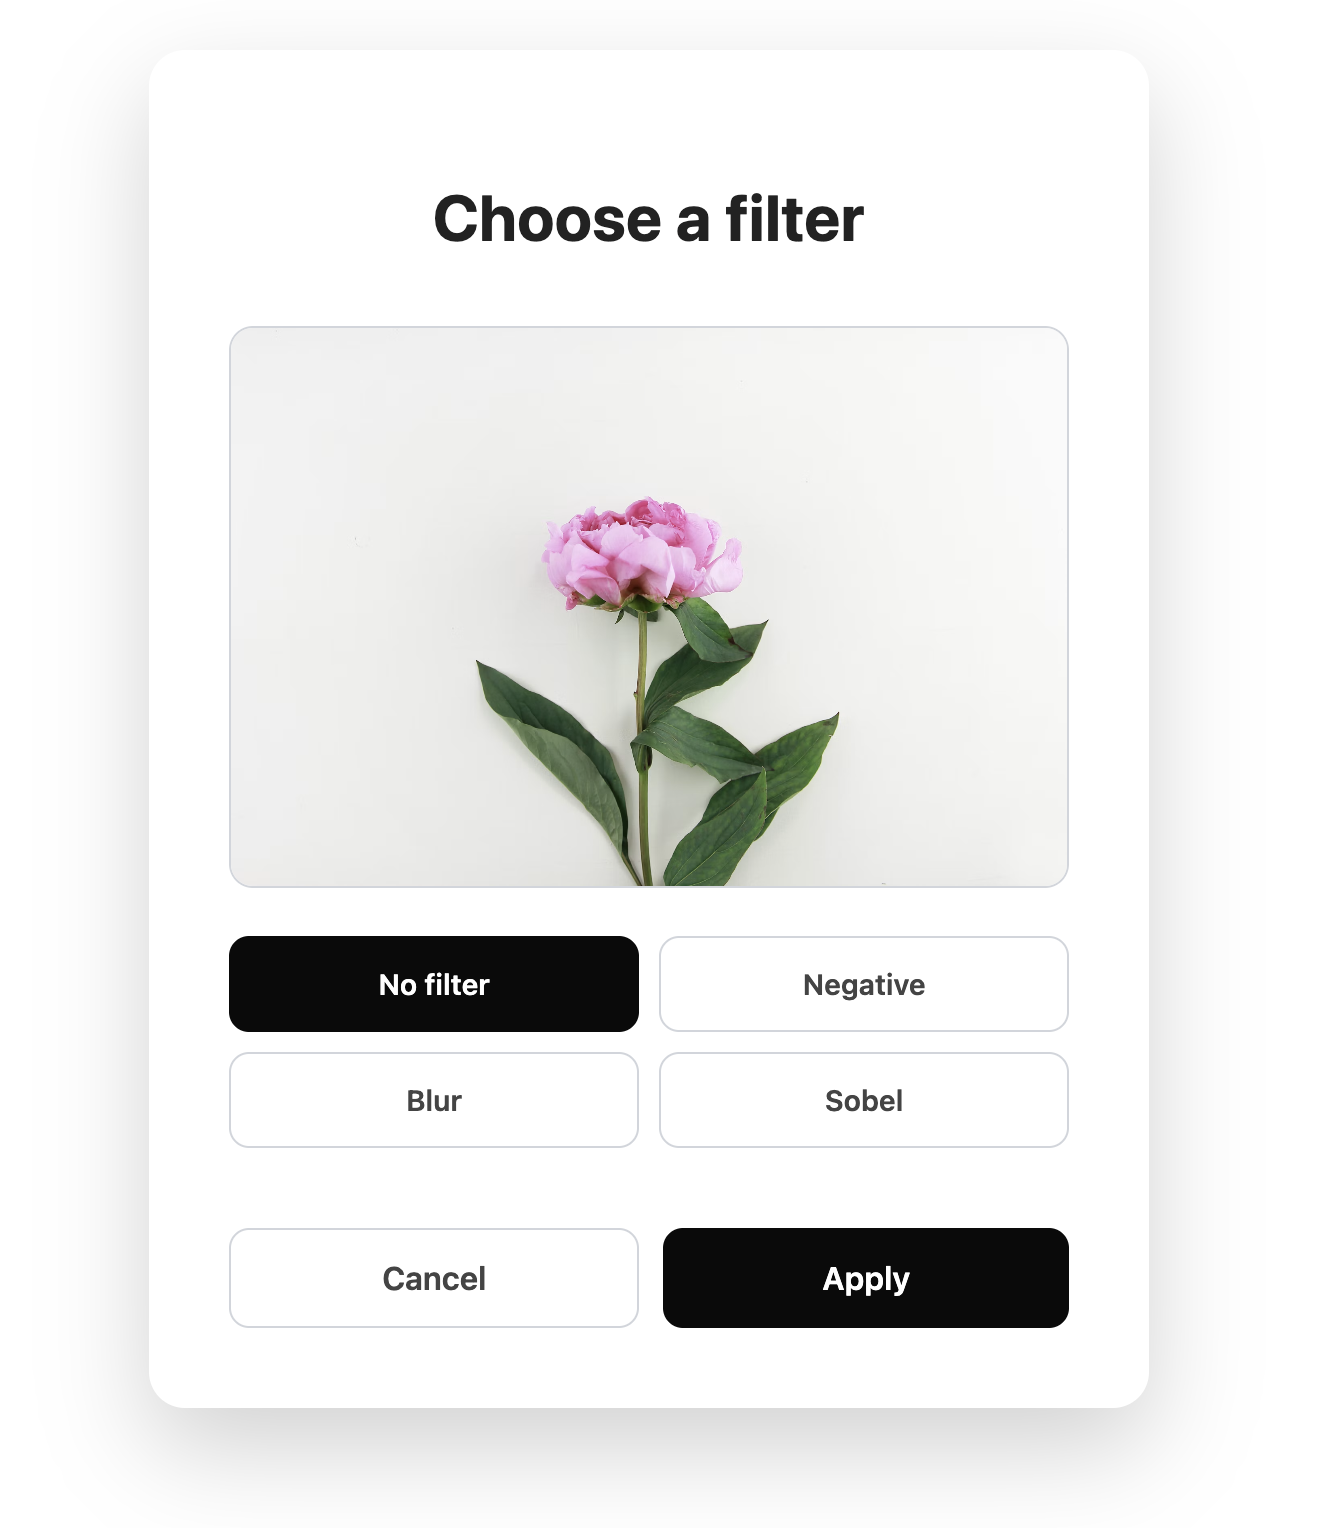 Choose a filter
No filter
Negative
Blur
Sobel
Cancel
Apply